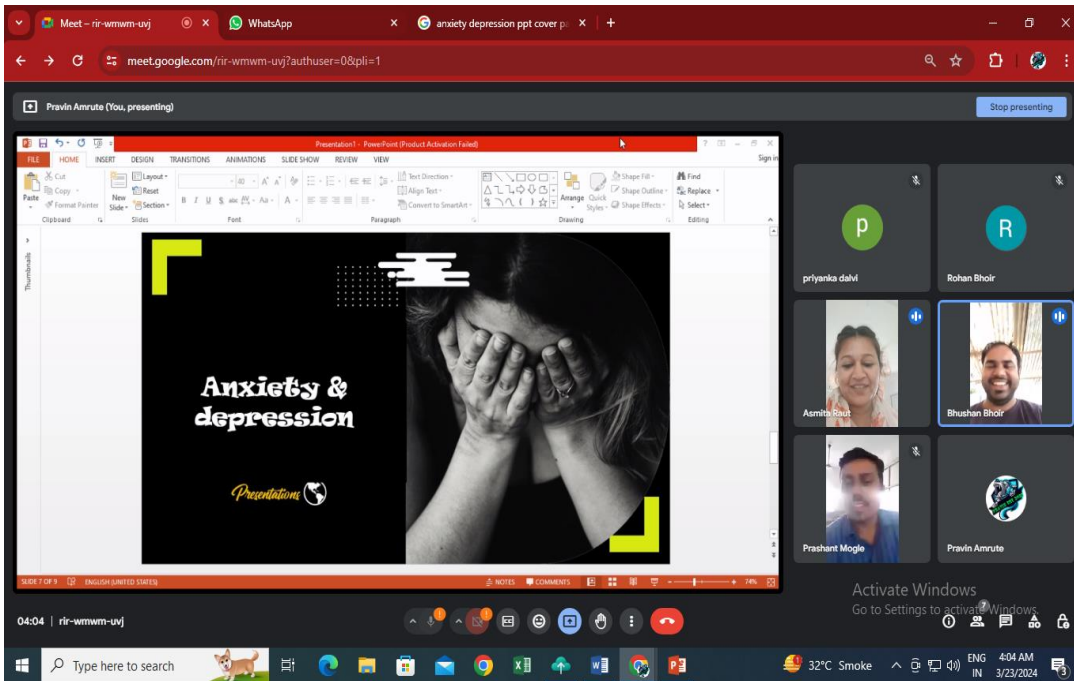 Meet – rir-wmwm-uvj
WhatsApp
anxiety depression ppt cover p
meet.google.com/rir-wmwm-uvj?authuser=0&pli=1
Pravin Amrute (You, presenting)
Stop presenting
Presentation1 - PowerPoint (Product Activation Failed)
FILE HOME INSERT DESIGN TRANSITIONS ANIMATIONS SLIDE SHOW REVIEW VIEW Sign in
Paste
Cut
Copy
Format Painter
Clipboard
New Slide
Layout
Reset
Section
Slides
40
B I U S abc AV Aa A
Font
Paragraph
Text Direction
Align Text
Convert to SmartArt
Arrange
Quick Styles
Shape Fill
Shape Outline
Shape Effects
Drawing
Find
Replace
Select
Editing
Thumbnails
Anxiety &
depression
Presentations
SLIDE 7 OF 9 ENGLISH (UNITED STATES) NOTES COMMENTS 74%
p
priyanka dalvi
R
Rohan Bhoir
Asmita Raut
Bhushan Bhoir
Prashant Mogle
Pravin Amrute
Activate Windows
Go to Settings to activate Windows.
04:04 | rir-wmwm-uvj
7
Type here to search
32°C Smoke
ENG
IN
4:04 AM
3/23/2024
3